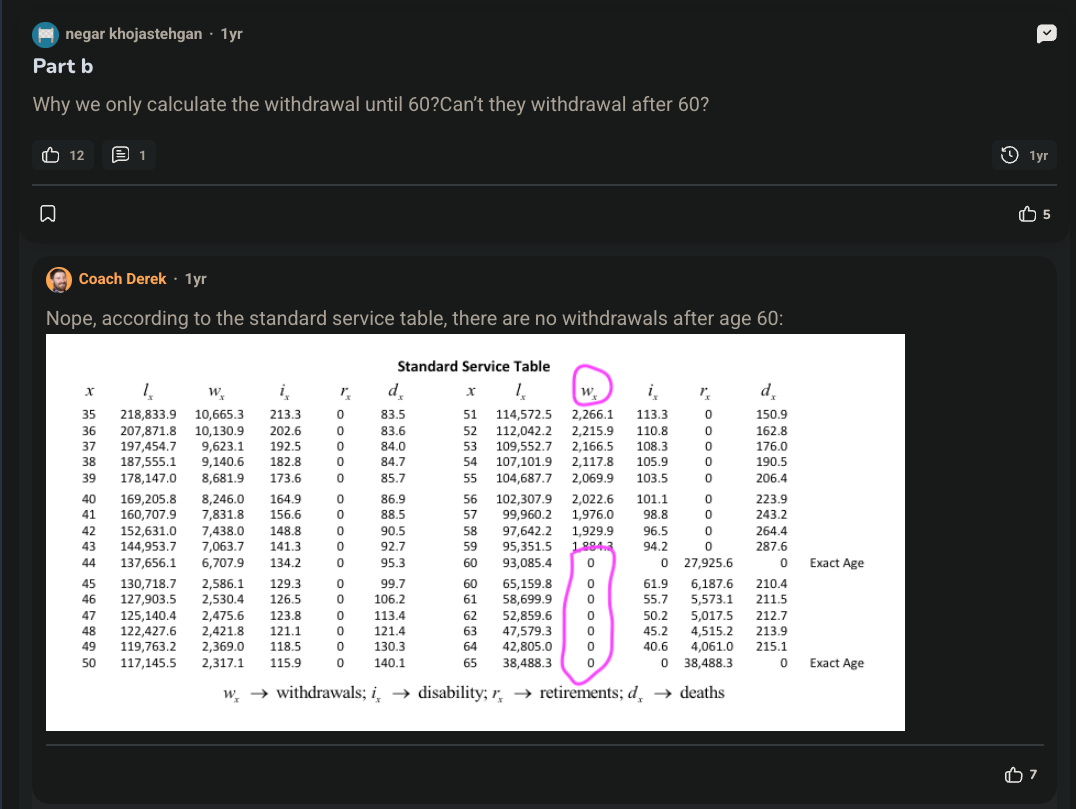 negar khojastehgan · 1yr
Part b
Why we only calculate the withdrawal until 60?Can't they withdrawal after 60?
12 1 1yr
5
Coach Derek · 1yr
Nope, according to the standard service table, there are no withdrawals after age 60:
Standard Service Table
x lx wx ix rx dx x lx wx ix rx dx
35 218,833.9 10,665.3 213.3 0 83.5 51 114,572.5 2,266.1 113.3 0 150.9
36 207,871.8 10,130.9 202.6 0 83.6 52 112,042.2 2,215.9 110.8 0 162.8
37 197,454.7 9,623.1 192.5 0 84.0 53 109,552.7 2,166.5 108.3 0 176.0
38 187,555.1 9,140.6 182.8 0 84.7 54 107,101.9 2,117.8 105.9 0 190.5
39 178,147.0 8,681.9 173.6 0 85.7 55 104,687.7 2,069.9 103.5 0 206.4
40 169,205.8 8,246.0 164.9 0 86.9 56 102,307.9 2,022.6 101.1 0 223.9
41 160,707.9 7,831.8 156.6 0 88.5 57 99,960.2 1,976.0 98.8 0 243.2
42 152,631.0 7,438.0 148.8 0 90.5 58 97,642.2 1,929.9 96.5 0 264.4
43 144,953.7 7,063.7 141.3 0 92.7 59 95,351.5 1,884.3 94.2 0 287.6
44 137,656.1 6,707.9 134.2 0 95.3 60 93,085.4 0 0 27,925.6 0 Exact Age
45 130,718.7 2,586.1 129.3 0 99.7 60 65,159.8 0 61.9 6,187.6 210.4
46 127,903.5 2,530.4 126.5 0 106.2 61 58,699.9 0 55.7 5,573.1 211.5
47 125,140.4 2,475.6 123.8 0 113.4 62 52,859.6 0 50.2 5,017.5 212.7
48 122,427.6 2,421.8 121.1 0 121.4 63 47,579.3 0 45.2 4,515.2 213.9
49 119,763.2 2,369.0 118.5 0 130.3 64 42,805.0 0 40.6 4,061.0 215.1
50 117,145.5 2,317.1 115.9 0 140.1 65 38,488.3 0 0 38,488.3 0 Exact Age
wx → withdrawals; ix → disability; rx → retirements; dx → deaths
7